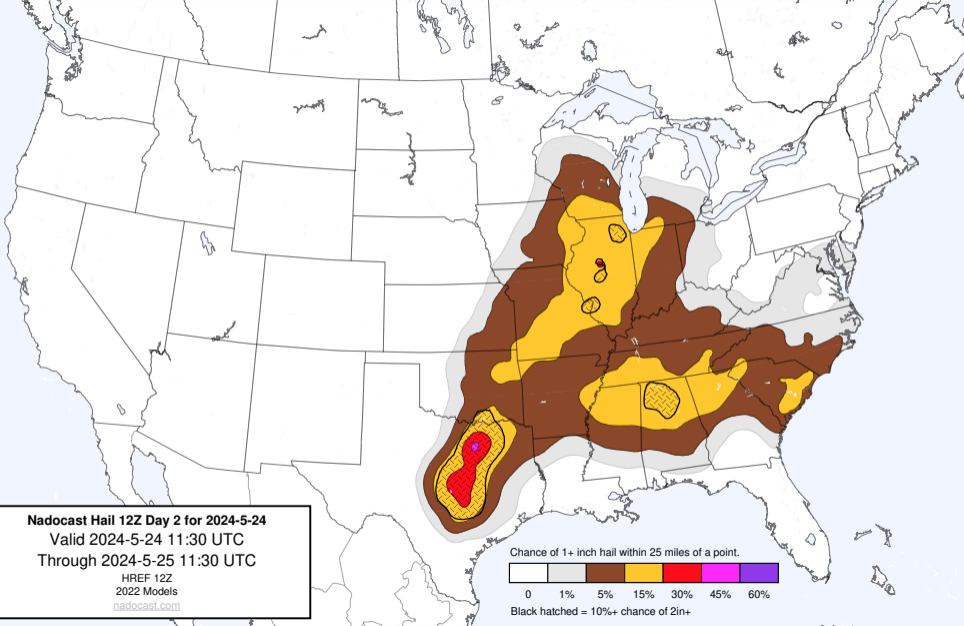 Nadocast Hail 12Z Day 2 for 2024-5-24
Valid 2024-5-24 11:30 UTC
Through 2024-5-25 11:30 UTC
HREF 12Z
2022 Models
nadocast.com
Chance of 1+ inch hail within 25 miles of a point.
0 1% 5% 15% 30% 45% 60%
Black hatched = 10%+ chance of 2in+